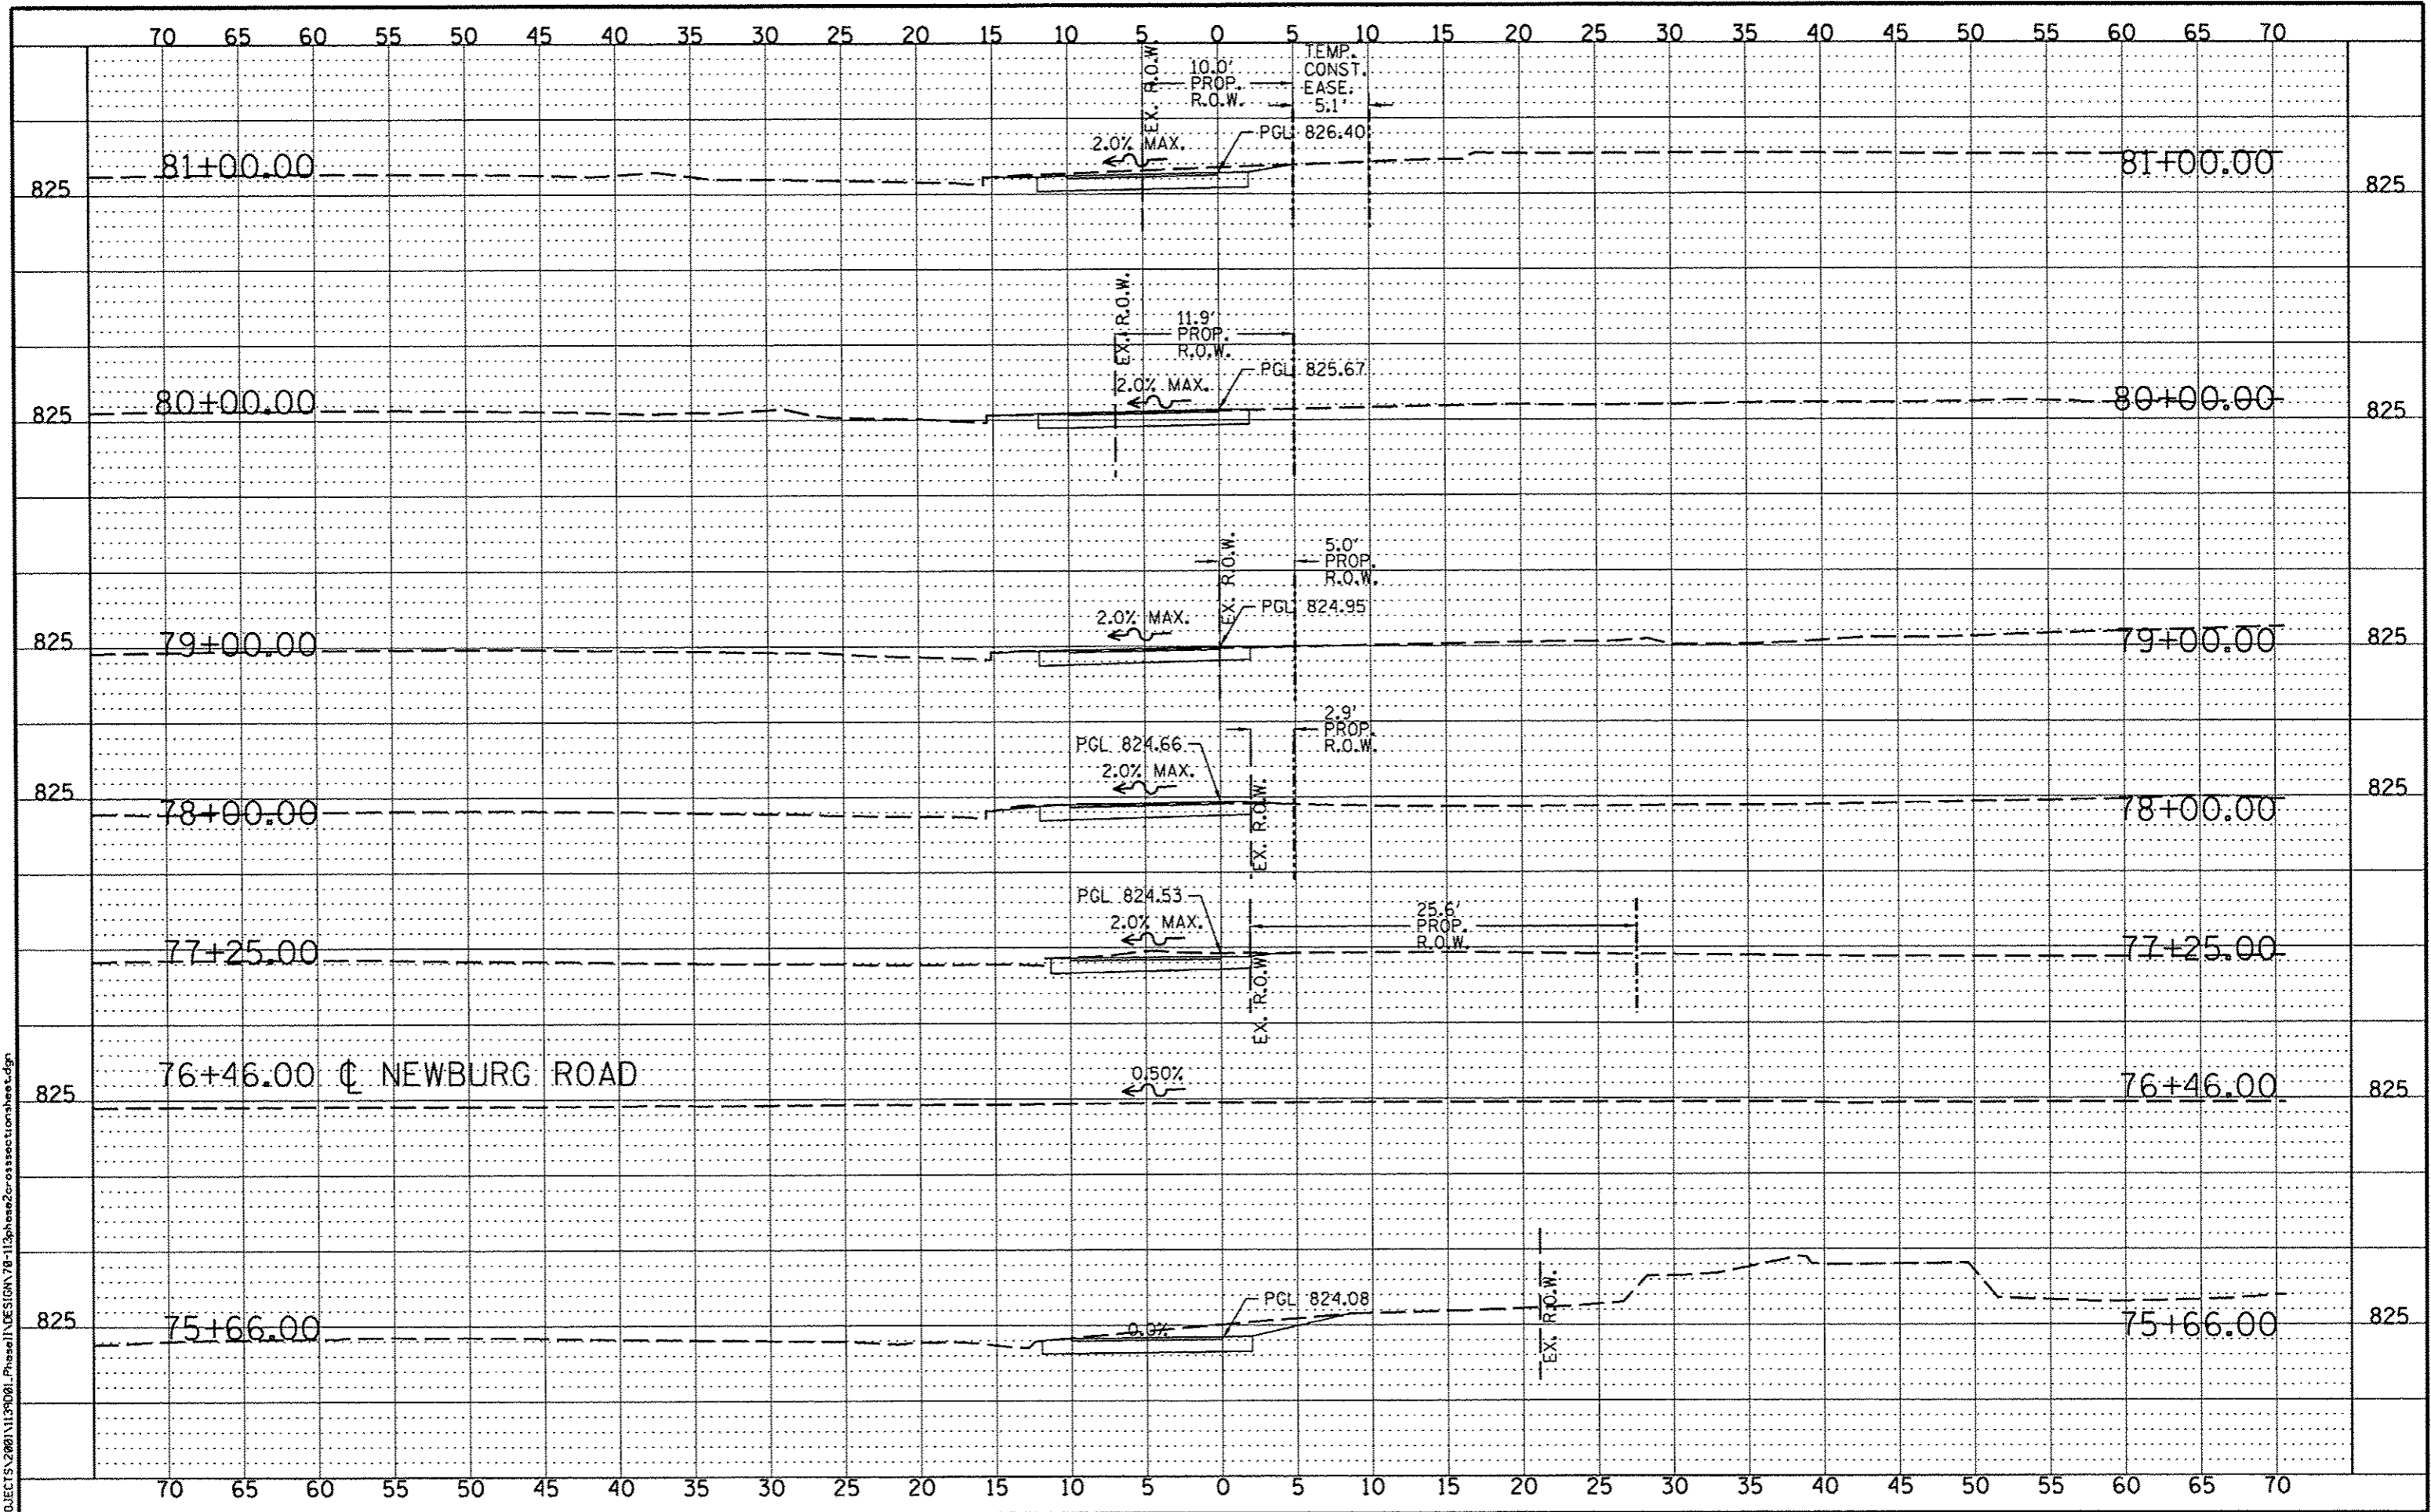 70 65 60 55 50 45 40 35 30 25 20 15 10 5 0 5 10 15 20 25 30 35 40 45 50 55 60 65 70
EX. R.O.W.
10.0'
PROP.
R.O.W.
TEMP.
CONST.
EASE.
5.1'
PGL 826.40
2.0% MAX.
81+00.00
81+00.00
825
825
EX. R.O.W.
11.9'
PROP.
R.O.W.
PGL 825.67
2.0% MAX.
80+00.00
80+00.00
825
825
EX. R.O.W.
5.0'
PROP.
R.O.W.
PGL 824.95
2.0% MAX.
79+00.00
79+00.00
825
825
2.9'
PROP.
R.O.W.
PGL 824.66
2.0% MAX.
EX. R.O.W.
78+00.00
78+00.00
825
825
PGL 824.53
2.0% MAX.
25.6'
PROP.
R.O.W.
EX. R.O.W.
77+25.00
77+25.00
825
825
76+46.00 ℄ NEWBURG ROAD
0.50%
76+46.00
825
825
PGL 824.08
0.0%
EX. R.O.W.
75+66.00
75+66.00
825
825
70 65 60 55 50 45 40 35 30 25 20 15 10 5 0 5 10 15 20 25 30 35 40 45 50 55 60 65 70